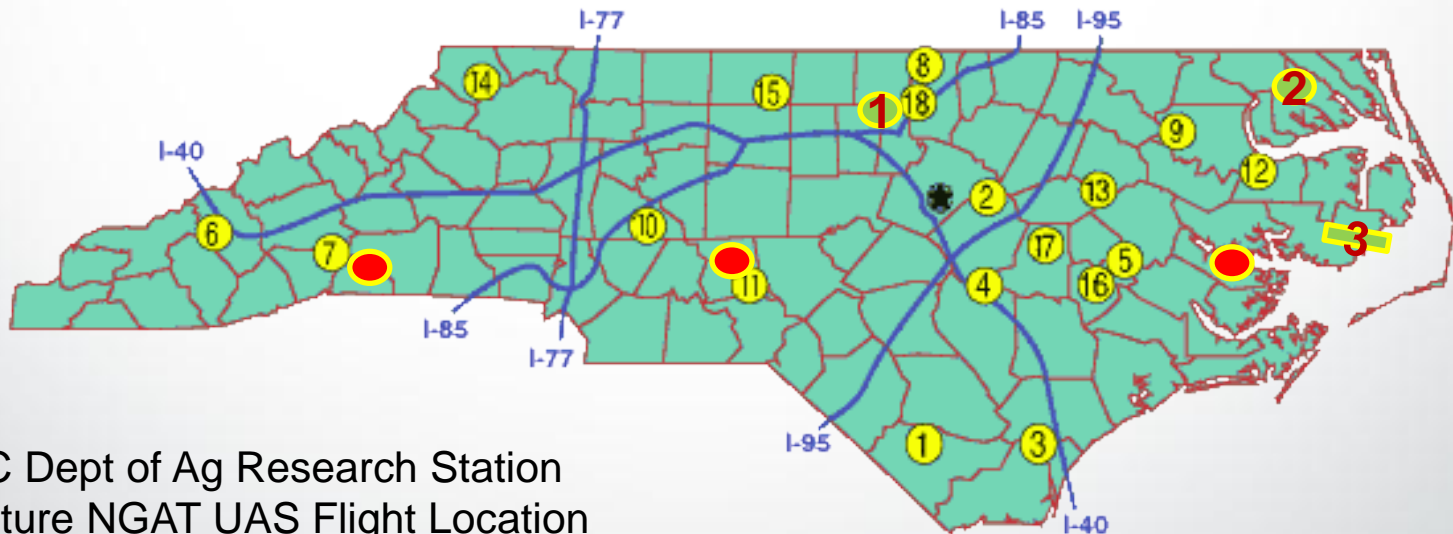 I-77
I-85
I-95
8
14
15
2
1
18
9
I-40
12
13
2
10
6
17
3
7
5
11
4
16
I-85
I-77
I-95
1
3
C Dept of Ag Research Station
ture NGAT UAS Flight Location
I-40